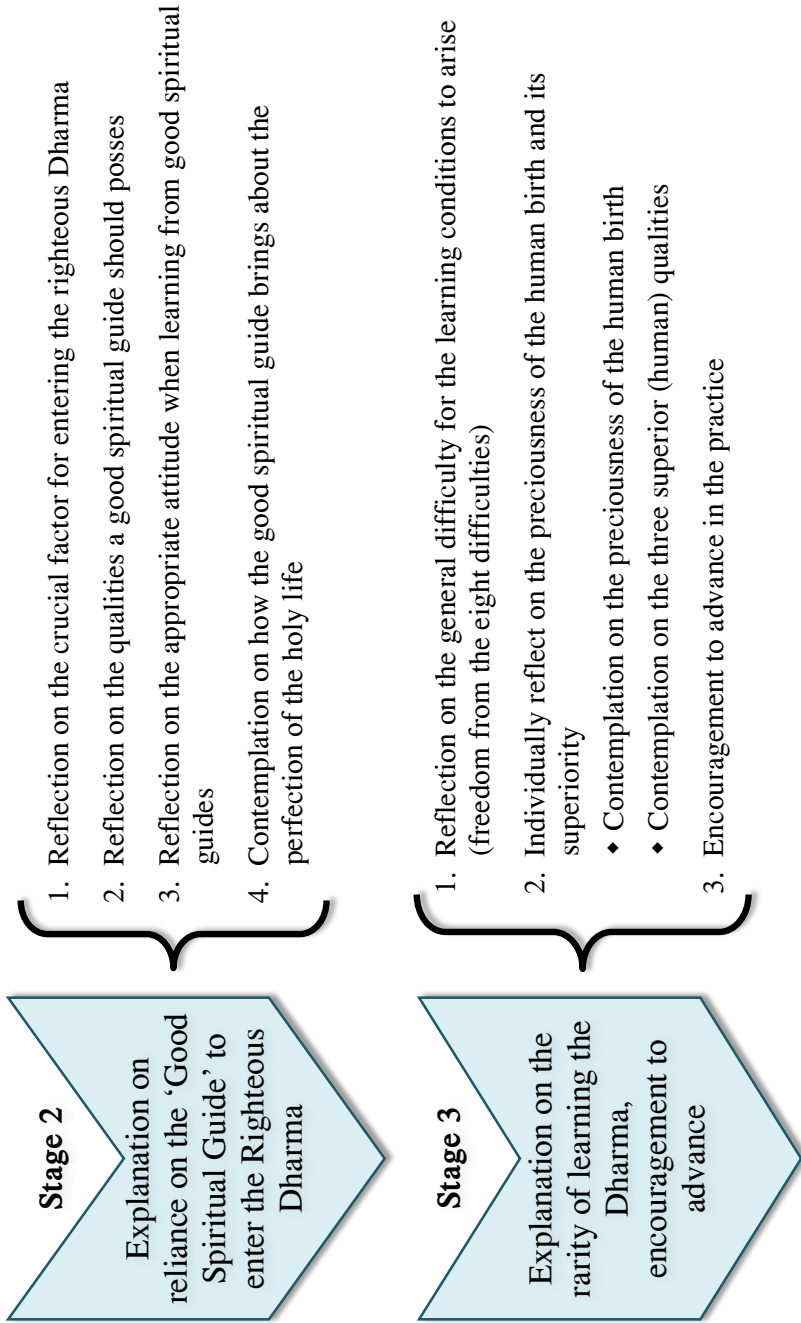 Stage 2
Explanation on
reliance on the ‘Good
Spiritual Guide’ to
enter the Righteous
Dharma
1. Reflection on the crucial factor for entering the righteous Dharma
2. Reflection on the qualities a good spiritual guide should posses
3. Reflection on the appropriate attitude when learning from good spiritual
guides
4. Contemplation on how the good spiritual guide brings about the
perfection of the holy life
Stage 3
Explanation on the
rarity of learning the
Dharma,
encouragement to
advance
1. Reflection on the general difficulty for the learning conditions to arise
(freedom from the eight difficulties)
2. Individually reflect on the preciousness of the human birth and its
superiority
◆ Contemplation on the preciousness of the human birth
◆ Contemplation on the three superior (human) qualities
3. Encouragement to advance in the practice